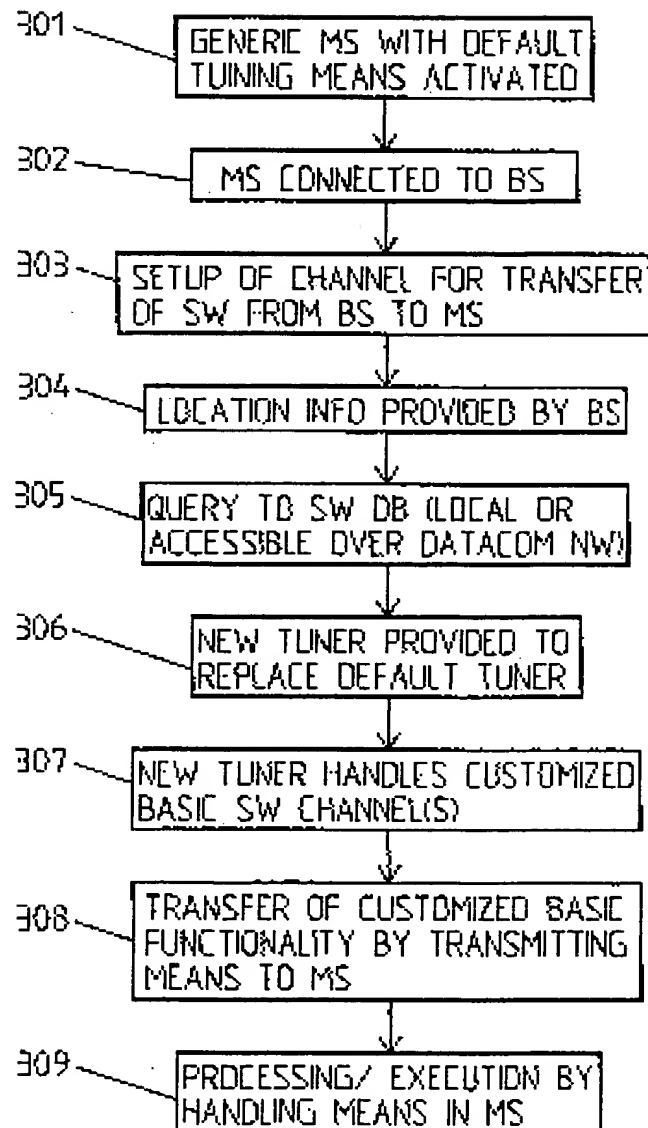 301
GENERIC MS WITH DEFAULT
TUINING MEANS ACTIVATED
302
MS CONNECTED TO BS
303
SETUP OF CHANNEL FOR TRANSFER
OF SW FROM BS TO MS
304
LOCATION INFO PROVIDED BY BS
305
QUERY TO SW DB (LOCAL OR
ACCESSIBLE OVER DATACOM NW)
306
NEW TUNER PROVIDED TO
REPLACE DEFAULT TUNER
307
NEW TUNER HANDLES CUSTOMIZED
BASIC SW CHANNEL(S)
308
TRANSFER OF CUSTOMIZED BASIC
FUNCTIONALITY BY TRANSMITTING
MEANS TO MS
309
PROCESSING/ EXECUTION BY
HANDLING MEANS IN MS